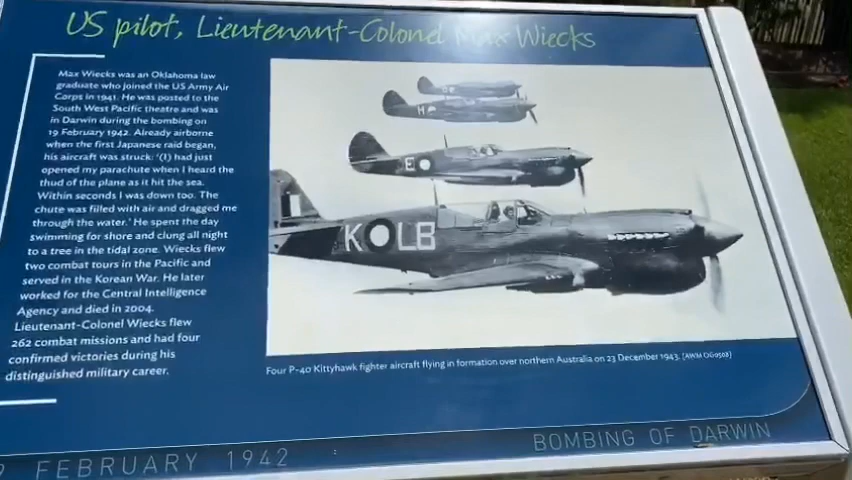 US pilot, Lieutenant-Colonel Max Wiecks
Max Wiecks was an Oklahoma law
graduate who joined the US Army Air
Corps in 1941. He was posted to the
South West Pacific theatre and was
in Darwin during the bombing on
19 February 1942. Already airborne
when the first Japanese raid began,
his aircraft was struck: '(I) had just
opened my parachute when I heard the
thud of the plane as it hit the sea.
Within seconds I was down too. The
chute was filled with air and dragged me
through the water.' He spent the day
swimming for shore and clung all night
to a tree in the tidal zone. Wiecks flew
two combat tours in the Pacific and
served in the Korean War. He later
worked for the Central Intelligence
Agency and died in 2004.
Lieutenant-Colonel Wiecks flew
262 combat missions and had four
confirmed victories during his
distinguished military career.
H
E
K LB
Four P-40 Kittyhawk fighter aircraft flying in formation over northern Australia on 23 December 1943. (AWM OG0508)
9 FEBRUARY 1942
BOMBING OF DARWIN